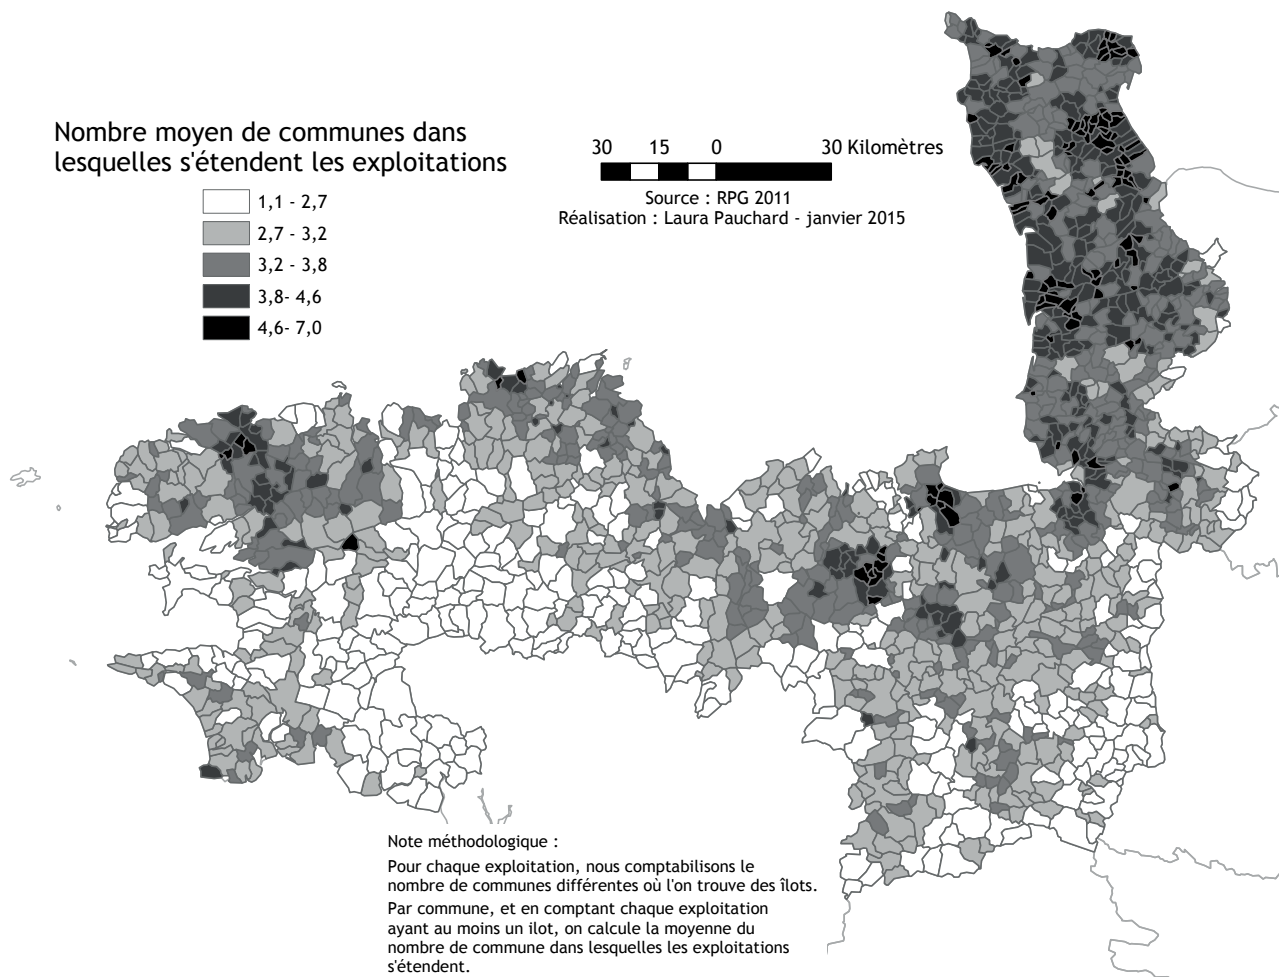 Nombre moyen de communes dans
lesquelles s'étendent les exploitations
1,1 - 2,7
2,7 - 3,2
3,2 - 3,8
3,8- 4,6
4,6- 7,0
30 15 0 30 Kilomètres
Source : RPG 2011
Réalisation : Laura Pauchard - janvier 2015
Note méthodologique :
Pour chaque exploitation, nous comptabilisons le
nombre de communes différentes où l'on trouve des îlots.
Par commune, et en comptant chaque exploitation
ayant au moins un ilot, on calcule la moyenne du
nombre de commune dans lesquelles les exploitations
s'étendent.